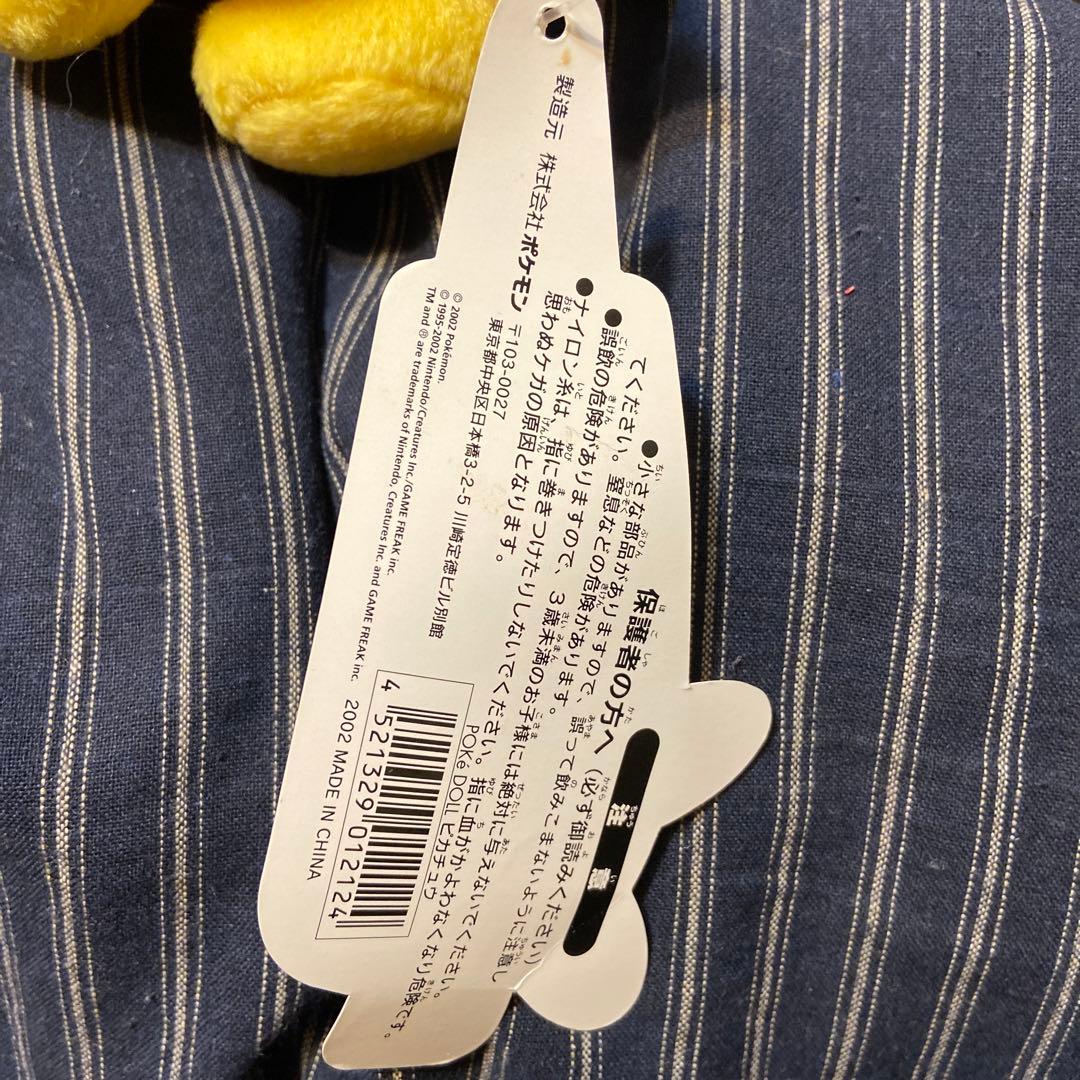 注意
保護者の方へ(必ず御読みください)
●小さな部品がありますので、誤って飲みこまないように注意し
てください。窒息などの危険があります。
●誤飲の危険がありますので、3歳未満のお子様には絶対に与えないでください。
●ナイロン糸は、指に巻きつけたりしないでください。指に血がかよわなくなり危険です。
思わぬケガの原因となります。
POKé DOLL ピカチュウ
4 521329 012124
製造元 株式会社ポケモン 〒103-0027
東京都中央区日本橋3-2-5 川崎定徳ビル別館
© 2002 Pokémon.
© 1995-2002 Nintendo/Creatures Inc./GAME FREAK inc.
TM and ® are trademarks of Nintendo, Creatures Inc. and GAME FREAK inc.
2002 MADE IN CHINA